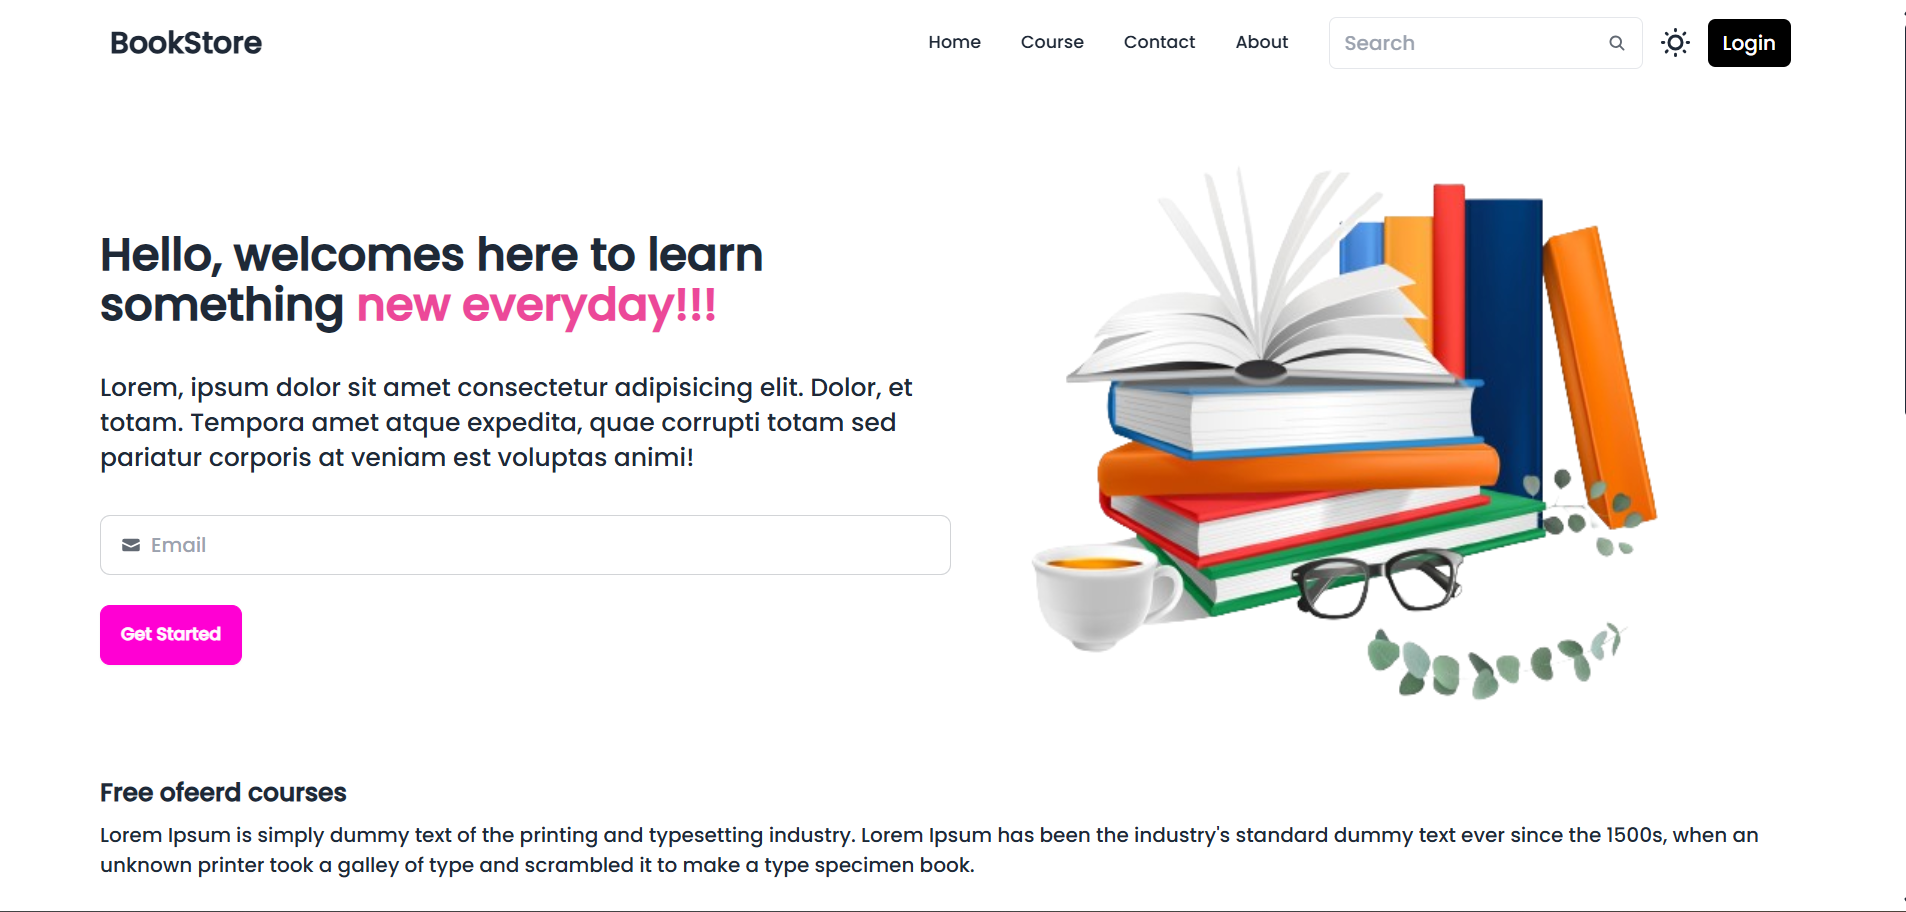 BookStore
Home
Course
Contact
About
Search
Login
Hello, welcomes here to learn
something new everyday!!!
Lorem, ipsum dolor sit amet consectetur adipisicing elit. Dolor, et
totam. Tempora amet atque expedita, quae corrupti totam sed
pariatur corporis at veniam est voluptas animi!
Email
Get Started
Free ofeerd courses
Lorem Ipsum is simply dummy text of the printing and typesetting industry. Lorem Ipsum has been the industry's standard dummy text ever since the 1500s, when an
unknown printer took a galley of type and scrambled it to make a type specimen book.